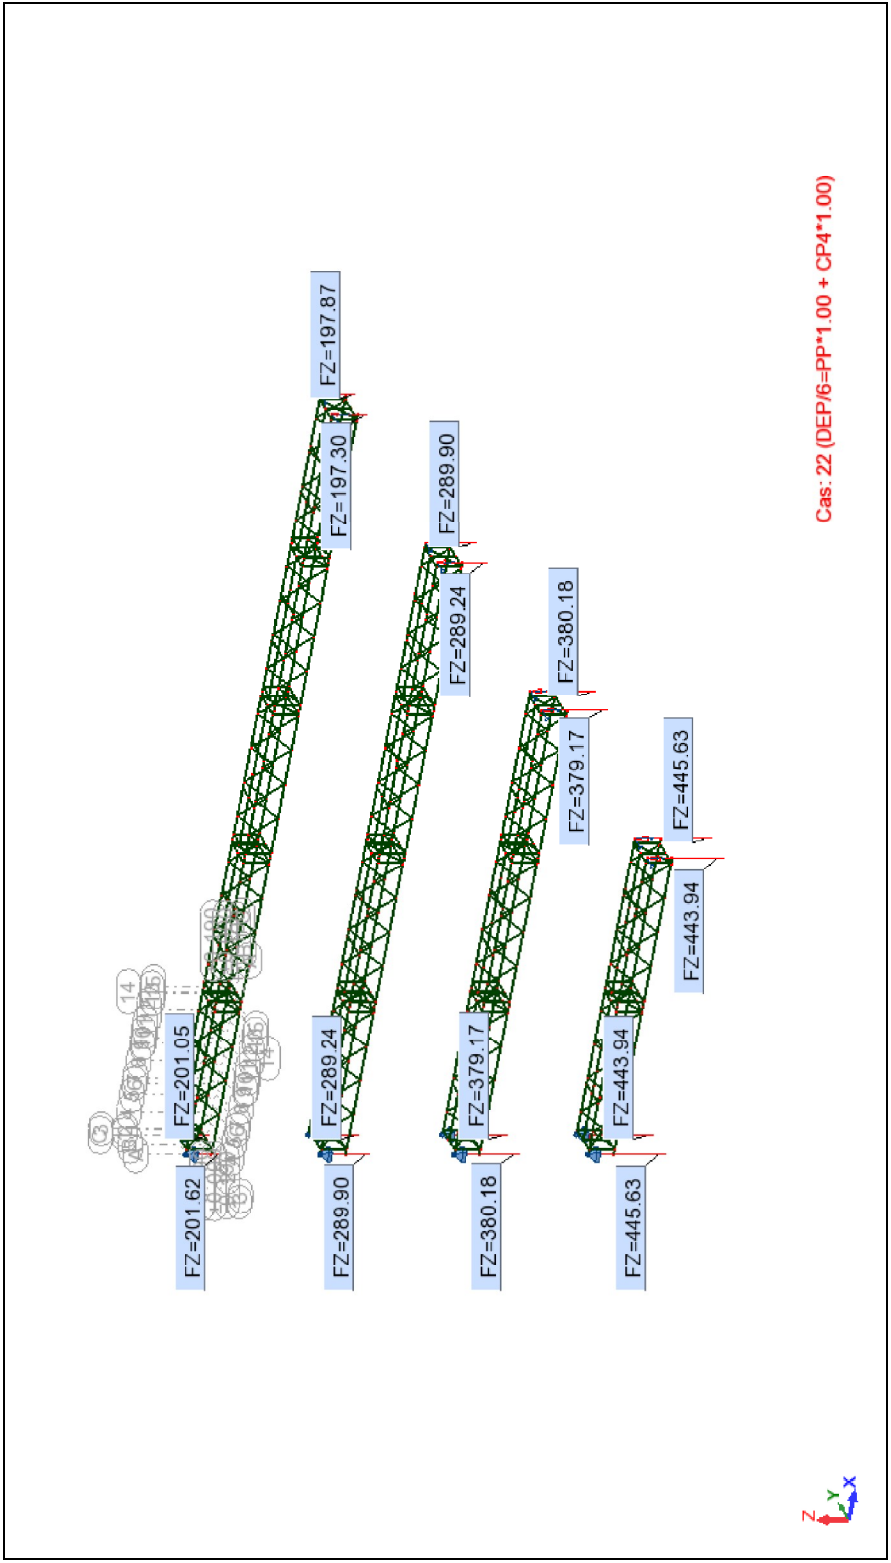 FZ=197.87
FZ=197.30
FZ=201.05
FZ=201.62
FZ=289.90
FZ=289.24
FZ=289.24
FZ=289.90
FZ=380.18
FZ=379.17
FZ=379.17
FZ=380.18
FZ=445.63
FZ=443.94
FZ=443.94
FZ=445.63
14
14
Cas: 22 (DEP/6=PP*1.00 + CP4*1.00)
Z
Y
X